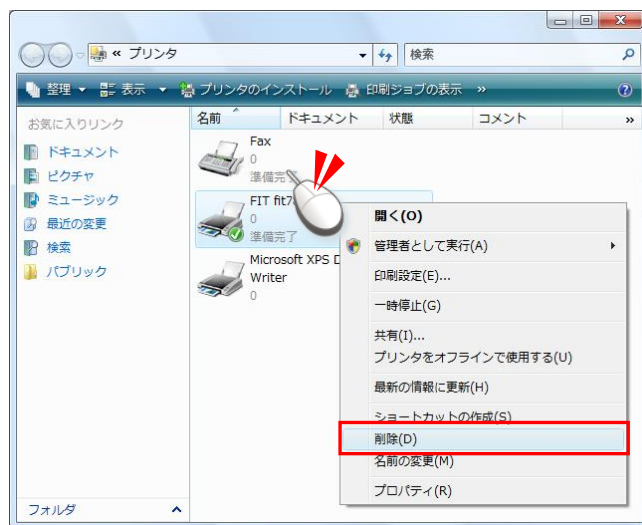 « プリンタ
検索
整理 表示 プリンタのインストール 印刷ジョブの表示 »
名前 ドキュメント 状態 コメント »
お気に入りリンク
ドキュメント
ピクチャ
ミュージック
最近の変更
検索
パブリック
フォルダ
Fax
0
準備完了
FIT
0
準備完了
Microsoft XPS
Writer
0
開く(O)
管理者として実行(A)
印刷設定(E)...
一時停止(G)
共有(I)...
プリンタをオフラインで使用する(U)
最新の情報に更新(H)
ショートカットの作成(S)
削除(D)
名前の変更(M)
プロパティ(R)